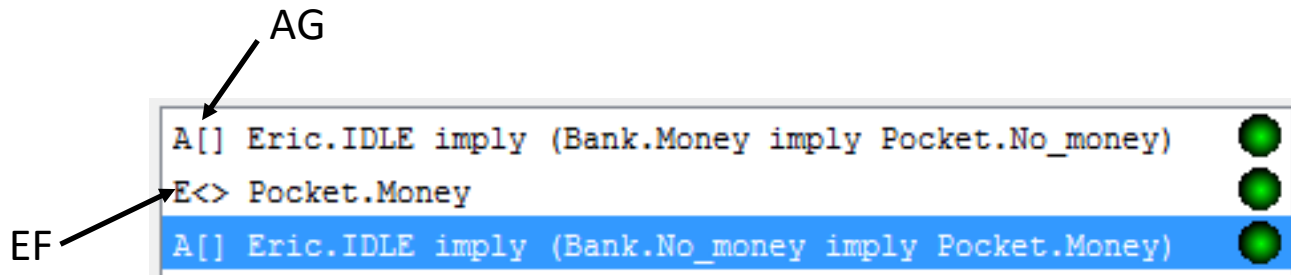 AG
A[] Eric.IDLE imply (Bank.Money imply Pocket.No_money)
E<> Pocket.Money
EF
A[] Eric.IDLE imply (Bank.No_money imply Pocket.Money)